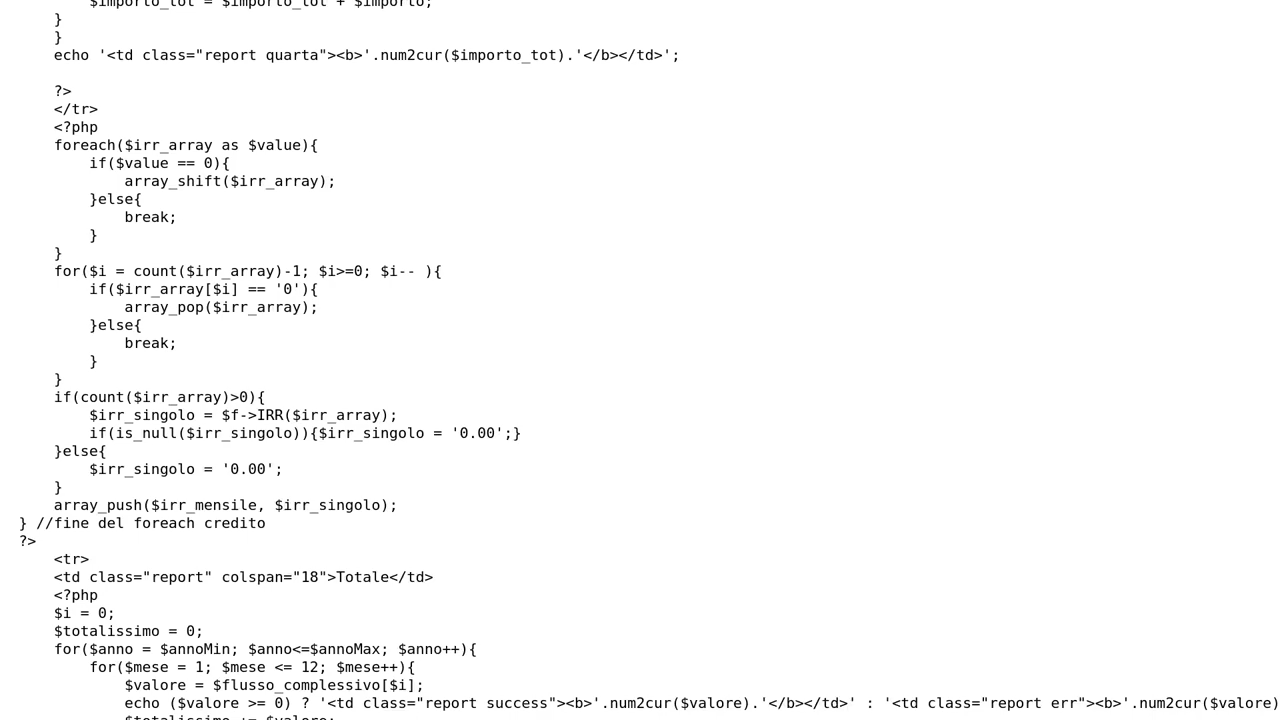 $importo_tot = $importo_tot + $importo;
}
}
echo '<td class="report quarta"><b>'.num2cur($importo_tot).'</b></td>';
?>
</tr>
<?php
foreach($irr_array as $value){
if($value == 0){
array_shift($irr_array);
}else{
break;
}
}
for($i = count($irr_array)-1; $i>=0; $i-- ){
if($irr_array[$i] == '0'){
array_pop($irr_array);
}else{
break;
}
}
if(count($irr_array)>0){
$irr_singolo = $f->IRR($irr_array);
if(is_null($irr_singolo)){$irr_singolo = '0.00';}
}else{
$irr_singolo = '0.00';
}
array_push($irr_mensile, $irr_singolo);
} //fine del foreach credito
?>
<tr>
<td class="report" colspan="18">Totale</td>
<?php
$i = 0;
$totalissimo = 0;
for($anno = $annoMin; $anno<=$annoMax; $anno++){
for($mese = 1; $mese <= 12; $mese++){
$valore = $flusso_complessivo[$i];
echo ($valore >= 0) ? '<td class="report success"><b>'.num2cur($valore).'</b></td>' : '<td class="report err"><b>'.num2cur($valore)
$totalissimo += $valore;